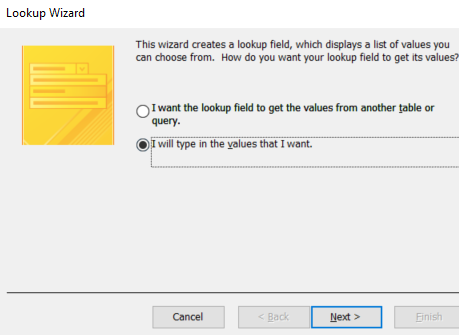 Lookup Wizard
This wizard creates a lookup field, which displays a list of values you
can choose from.  How do you want your lookup field to get its values?
I want the lookup field to get the values from another table or
query.
I will type in the values that I want.
Cancel
< Back
Next >
Finish